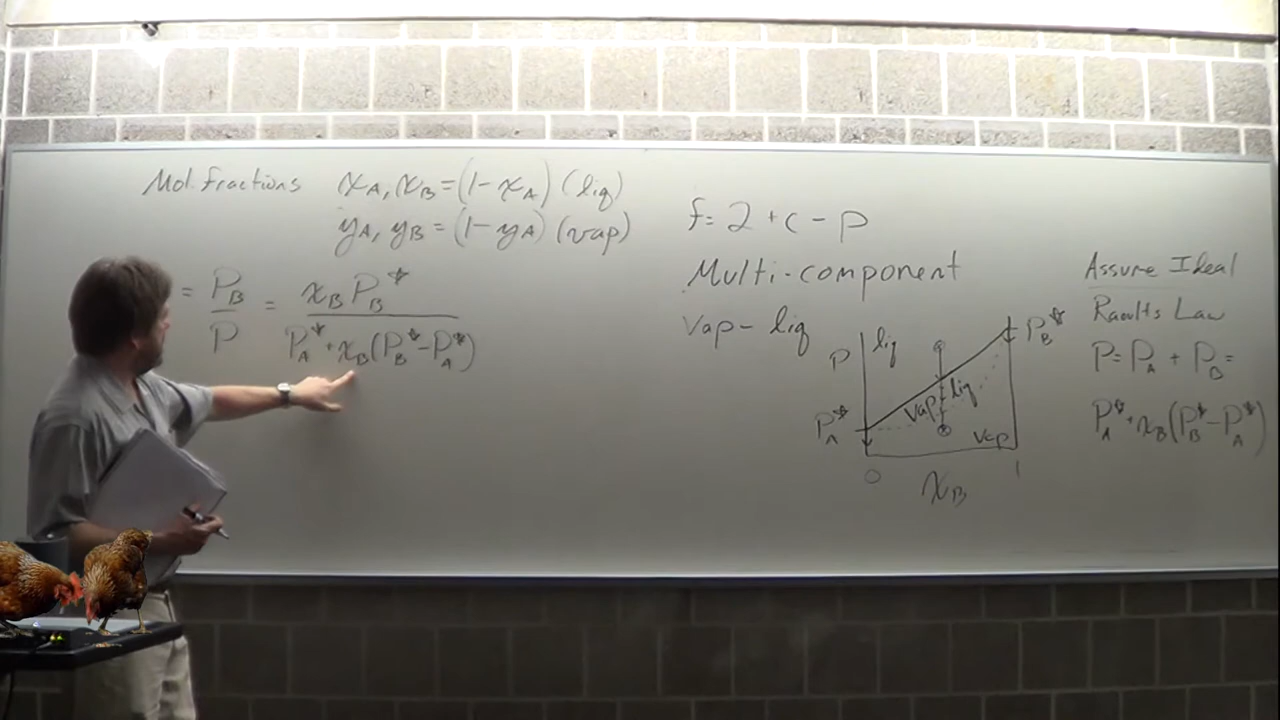 Mol. fractions x_A, x_B = (1 - x_A) (liq)
y_A, y_B = (1 - y_A) (vap)
= P_B / P = x_B P_B* / P_A* + x_B (P_B* - P_A*)
f = 2 + c - p
Multi-component
Vap - liq
P
liq
P_B*
Vap
liq
P_A*
Vap
0
1
x_B
Assume Ideal
Raoults Law
P = P_A + P_B =
P_A* + x_B (P_B* - P_A*)